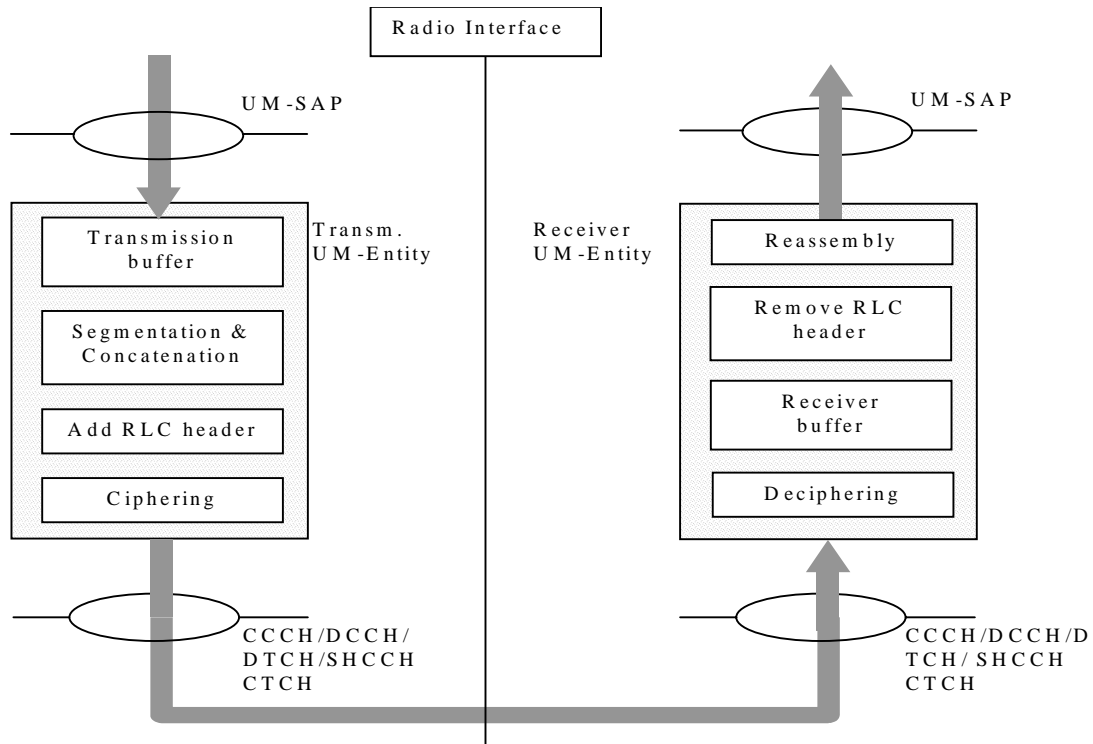 Radio Interface
UM-SAP
Transmission
buffer
Segmentation &
Concatenation
Add RLC header
Ciphering
Transm.
UM-Entity
CCCH/DCCH/
DTCH/SHCCH
CTCH
UM-SAP
Receiver
UM-Entity
Reassembly
Remove RLC
header
Receiver
buffer
Deciphering
CCCH/DCCH/D
TCH/ SHCCH
CTCH